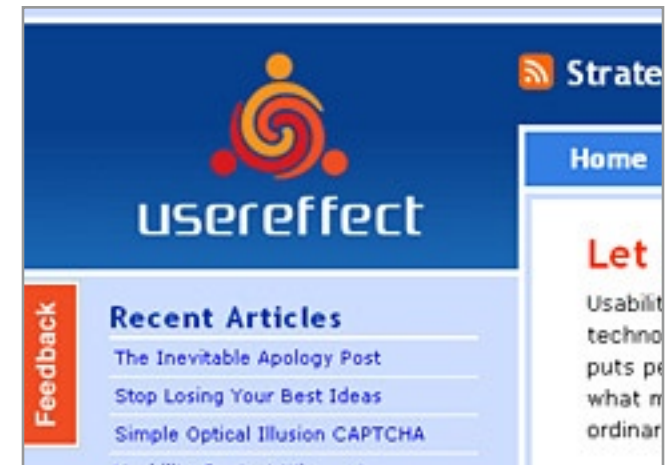 Strate
Home
usereffect
Let
Feedback
Recent Articles
The Inevitable Apology Post
Stop Losing Your Best Ideas
Simple Optical Illusion CAPTCHA
Usabilit
techno
puts pe
what m
ordinar